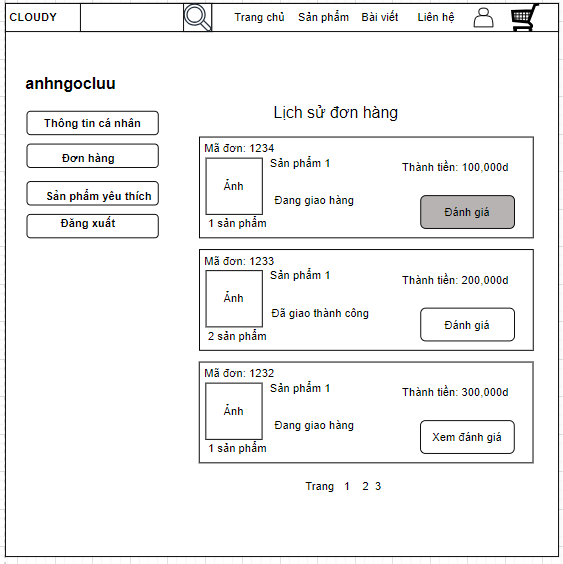 CLOUDY
Trang chủ Sản phẩm Bài viết Liên hệ
anhngocluu
Thông tin cá nhân
Đơn hàng
Sản phẩm yêu thích
Đăng xuất
Lịch sử đơn hàng
Mã đơn: 1234
Ảnh
Sản phẩm 1
Thành tiền: 100,000d
Đang giao hàng
Đánh giá
1 sản phẩm
Mã đơn: 1233
Ảnh
Sản phẩm 1
Thành tiền: 200,000d
Đã giao thành công
Đánh giá
2 sản phẩm
Mã đơn: 1232
Ảnh
Sản phẩm 1
Thành tiền: 300,000d
Đang giao hàng
Xem đánh giá
1 sản phẩm
Trang 1 2 3